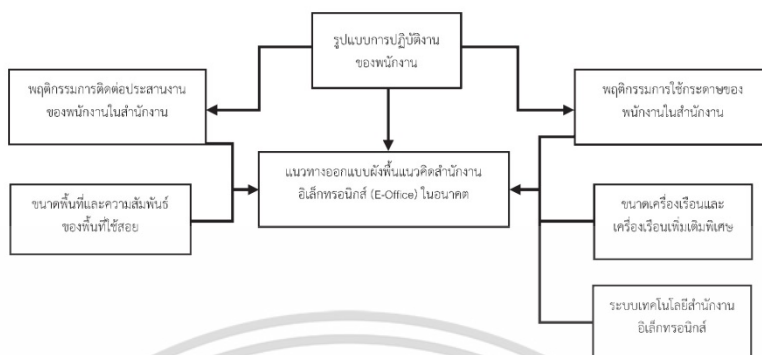 รูปแบบการปฏิบัติงาน
ของพนักงาน
พฤติกรรมการติดต่อประสานงาน
ของพนักงานในสำนักงาน
พฤติกรรมการใช้กระดาษของ
พนักงานในสำนักงาน
แนวทางออกแบบผังพื้นแนวคิดสำนักงาน
อิเล็กทรอนิกส์ (E-Office) ในอนาคต
ขนาดพื้นที่และความสัมพันธ์
ของพื้นที่ใช้สอย
ขนาดเครื่องเรือนและ
เครื่องเรือนเพิ่มเติมพิเศษ
ระบบเทคโนโลยีสำนักงาน
อิเล็กทรอนิกส์